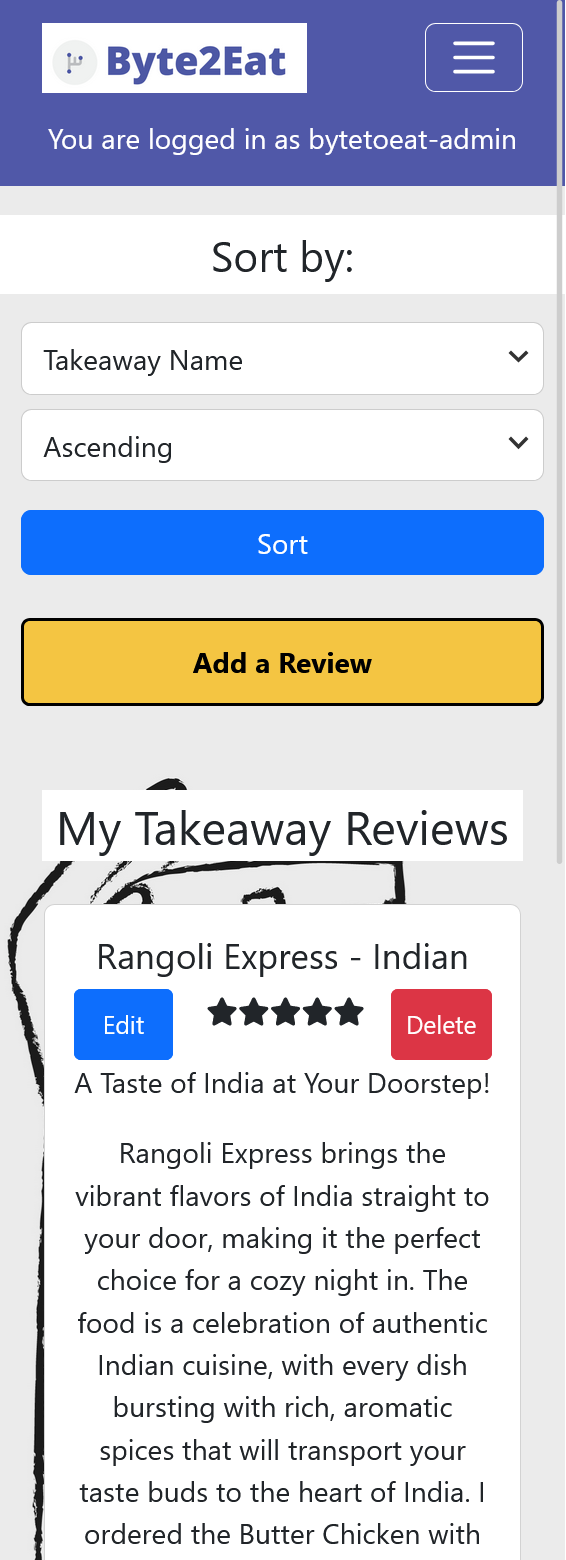 Byte2Eat
You are logged in as bytetoeat-admin
Sort by:
Takeaway Name
Ascending
Sort
Add a Review
My Takeaway Reviews
Rangoli Express - Indian
Edit
Delete
A Taste of India at Your Doorstep!
Rangoli Express brings the
vibrant flavors of India straight to
your door, making it the perfect
choice for a cozy night in. The
food is a celebration of authentic
Indian cuisine, with every dish
bursting with rich, aromatic
spices that will transport your
taste buds to the heart of India. I
ordered the Butter Chicken with